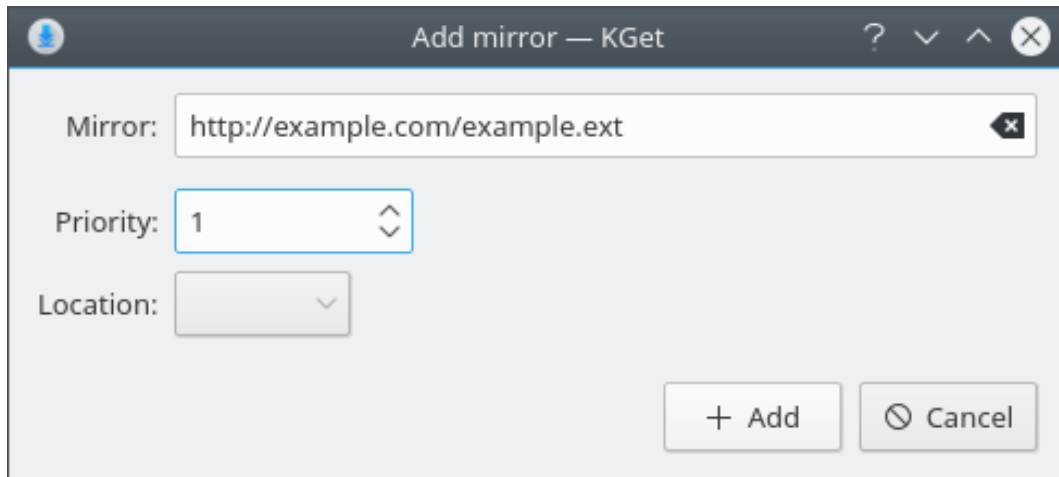 Add mirror — KGet
Mirror: http://example.com/example.ext
Priority: 1
Location:
+ Add Cancel